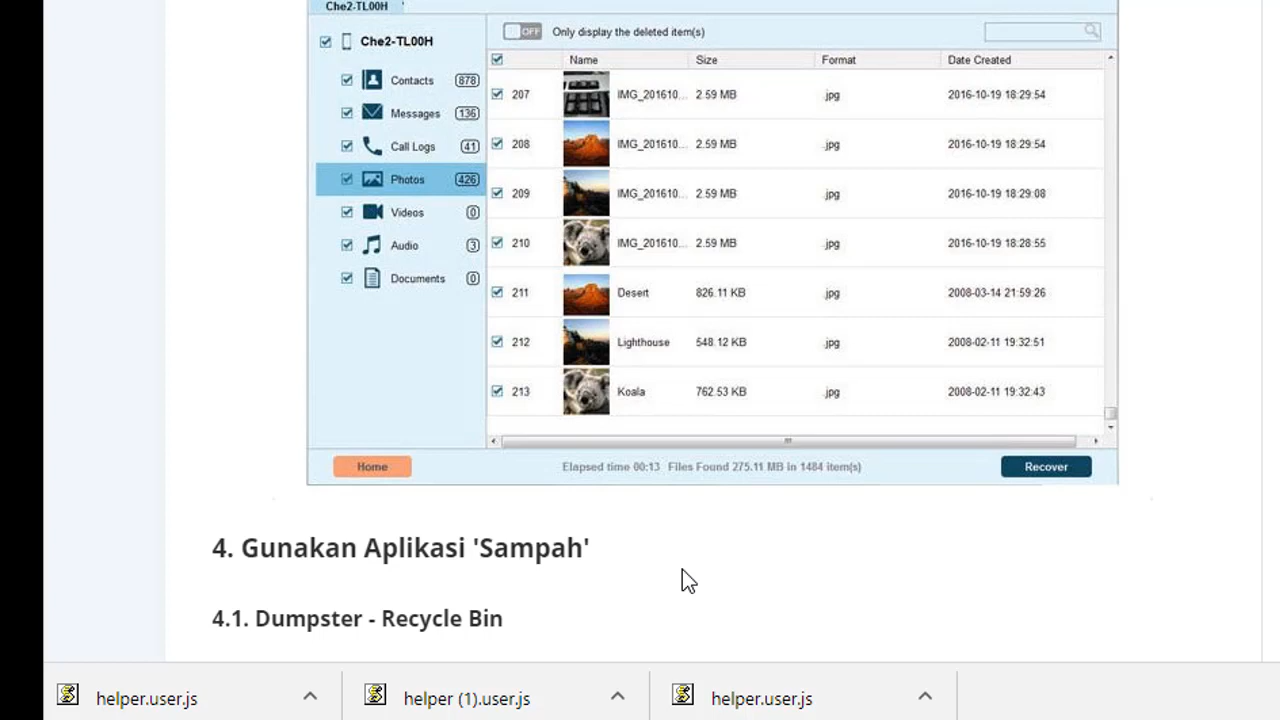 Che2-TL00H
Che2-TL00H
Contacts 878
Messages 136
Call Logs 41
Photos 426
Videos 0
Audio 3
Documents 0
OFF Only display the deleted item(s)
Name Size Format Date Created
207 IMG_201610... 2.59 MB .jpg 2016-10-19 18:29:54
208 IMG_201610... 2.59 MB .jpg 2016-10-19 18:29:54
209 IMG_201610... 2.59 MB .jpg 2016-10-19 18:29:08
210 IMG_201610... 2.59 MB .jpg 2016-10-19 18:28:55
211 Desert 826.11 KB .jpg 2008-03-14 21:59:26
212 Lighthouse 548.12 KB .jpg 2008-02-11 19:32:51
213 Koala 762.53 KB .jpg 2008-02-11 19:32:43
Home Elapsed time 00:13 Files Found 275.11 MB in 1484 item(s) Recover
4. Gunakan Aplikasi 'Sampah'
4.1. Dumpster - Recycle Bin
helper.user.js helper (1).user.js helper.user.js